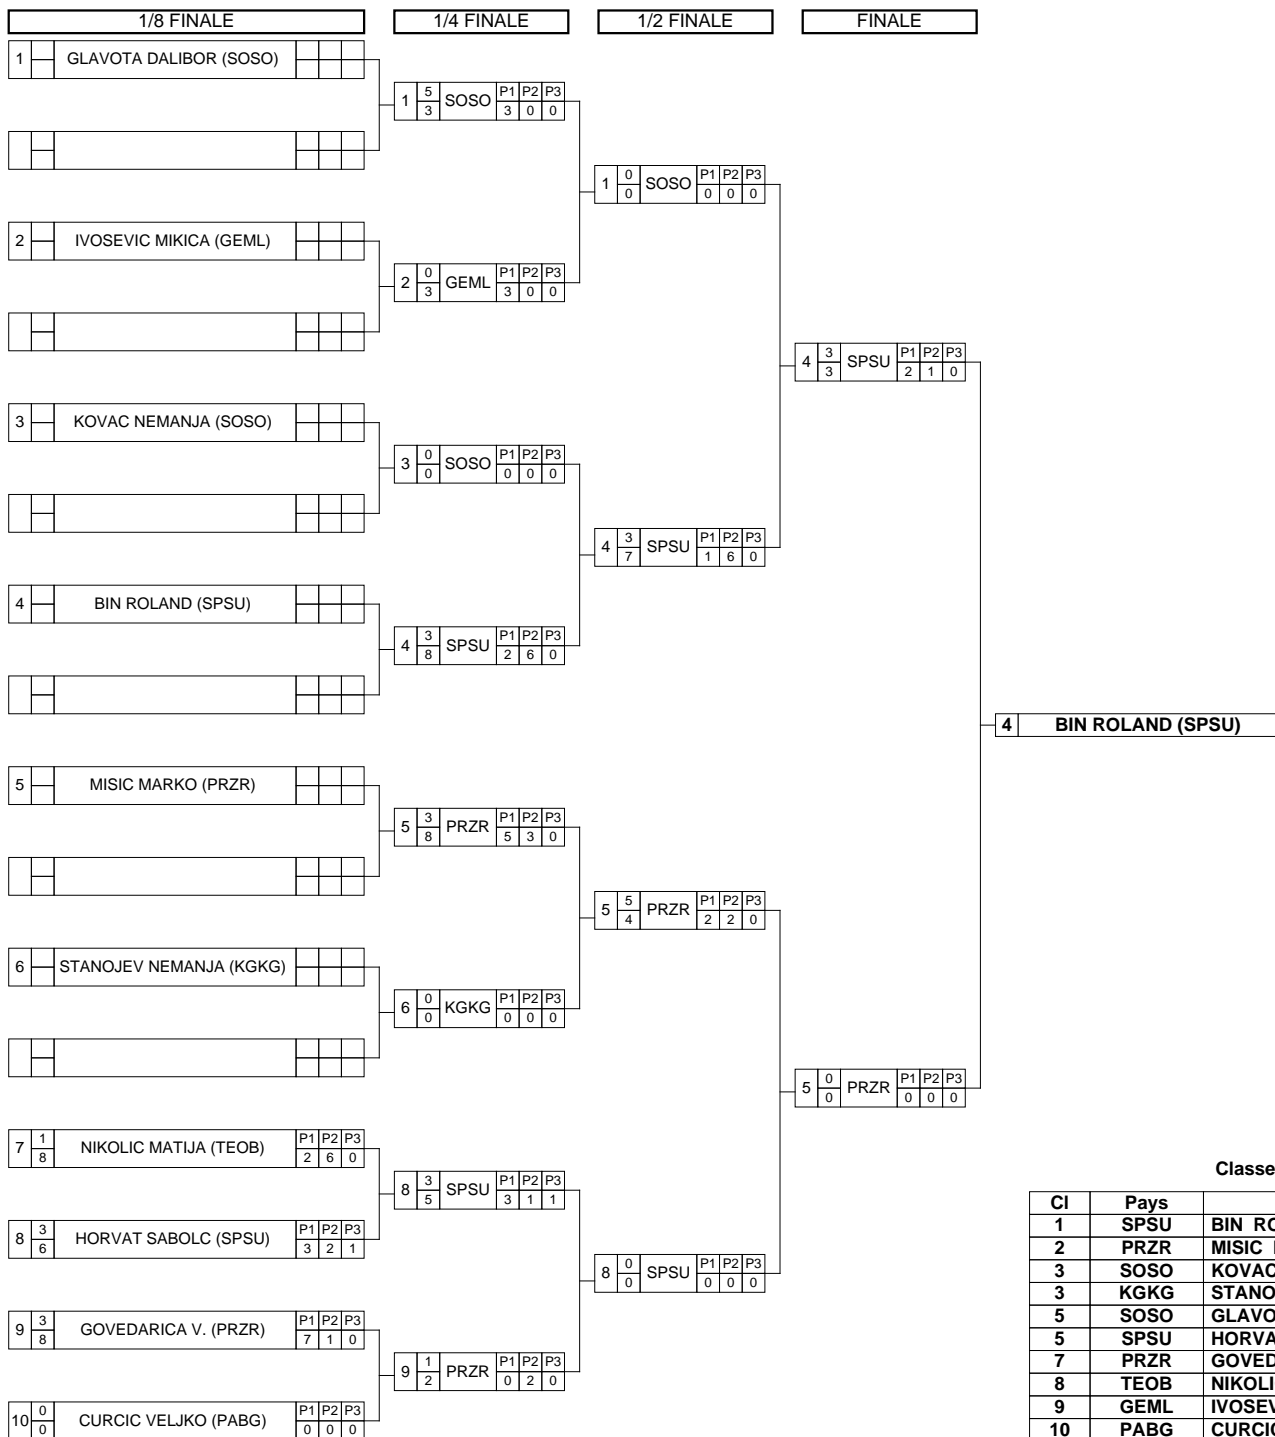 1/8 FINALE 1/4 FINALE 1/2 FINALE FINALE
1 GLAVOTA DALIBOR (SOSO)
1 5 3 SOSO P1 P2 P3 3 0 0
1 0 0 SOSO P1 P2 P3 0 0 0
2 IVOSEVIC MIKICA (GEML)
2 0 3 GEML P1 P2 P3 3 0 0
4 3 3 SPSU P1 P2 P3 2 1 0
3 KOVAC NEMANJA (SOSO)
3 0 0 SOSO P1 P2 P3 0 0 0
4 3 7 SPSU P1 P2 P3 1 6 0
4 BIN ROLAND (SPSU)
4 3 8 SPSU P1 P2 P3 2 6 0
4 BIN ROLAND (SPSU)
5 MISIC MARKO (PRZR)
5 3 8 PRZR P1 P2 P3 5 3 0
5 5 4 PRZR P1 P2 P3 2 2 0
6 STANOJEV NEMANJA (KGKG)
6 0 0 KGKG P1 P2 P3 0 0 0
5 0 0 PRZR P1 P2 P3 0 0 0
7 1 8 NIKOLIC MATIJA (TEOB) P1 P2 P3 2 6 0
8 3 5 SPSU P1 P2 P3 3 1 1
8 3 6 HORVAT SABOLC (SPSU) P1 P2 P3 3 2 1
8 0 0 SPSU P1 P2 P3 0 0 0
9 3 8 GOVEDARICA V. (PRZR) P1 P2 P3 7 1 0
9 1 2 PRZR P1 P2 P3 0 2 0
10 0 0 CURCIC VELJKO (PABG) P1 P2 P3 0 0 0
Classe
Cl Pays
1 SPSU BIN RO
2 PRZR MISIC
3 SOSO KOVAC
3 KGKG STANO
5 SOSO GLAVO
5 SPSU HORVA
7 PRZR GOVED
8 TEOB NIKOLI
9 GEML IVOSEV
10 PABG CURCIC